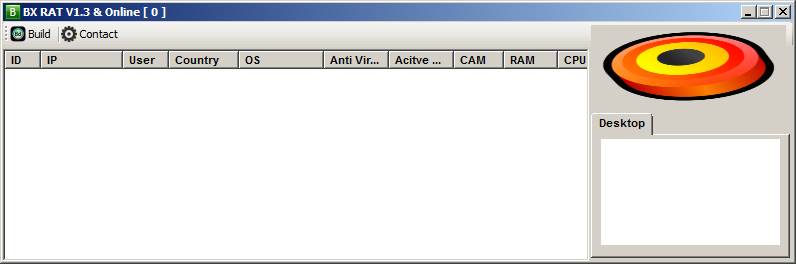 B BX RAT V1.3 & Online [ 0 ]
Bd Build Contact
ID IP User Country OS Anti Vir... Acitve ... CAM RAM CPU
Desktop